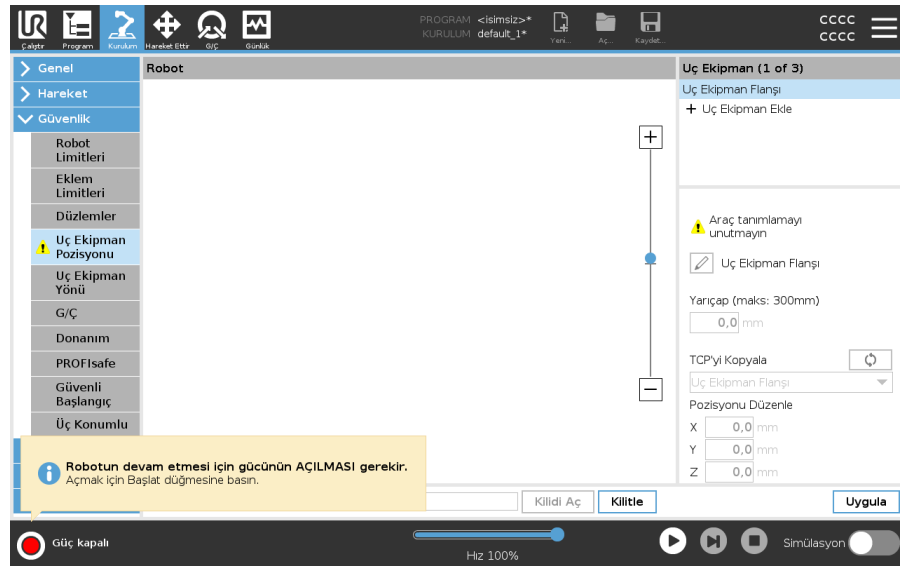 PROGRAM <isimsiz>*
KURULUM default_1*
Çalıştır
Program
Kurulum
Hareket Ettir
G/Ç
Günlük
Yeni...
Aç...
Kaydet...
cccc
cccc
Genel
Hareket
Güvenlik
Robot
Limitleri
Eklem
Limitleri
Düzlemler
Uç Ekipman
Pozisyonu
Uç Ekipman
Yönü
G/Ç
Donanım
PROFIsafe
Güvenli
Başlangıç
Üç Konumlu
Robot
Uç Ekipman (1 of 3)
Uç Ekipman Flanşı
+ Uç Ekipman Ekle
Araç tanımlamayı
unutmayın
Uç Ekipman Flanşı
Yarıçap (maks: 300mm)
0,0 mm
TCP'yi Kopyala
Uç Ekipman Flanşı
Pozisyonu Düzenle
X 0,0 mm
Y 0,0 mm
Z 0,0 mm
Robotun devam etmesi için gücünün AÇILMASI gerekir.
Açmak için Başlat düğmesine basın.
Kilidi Aç
Kilitle
Uygula
Güç kapalı
Hız 100%
Simülasyon